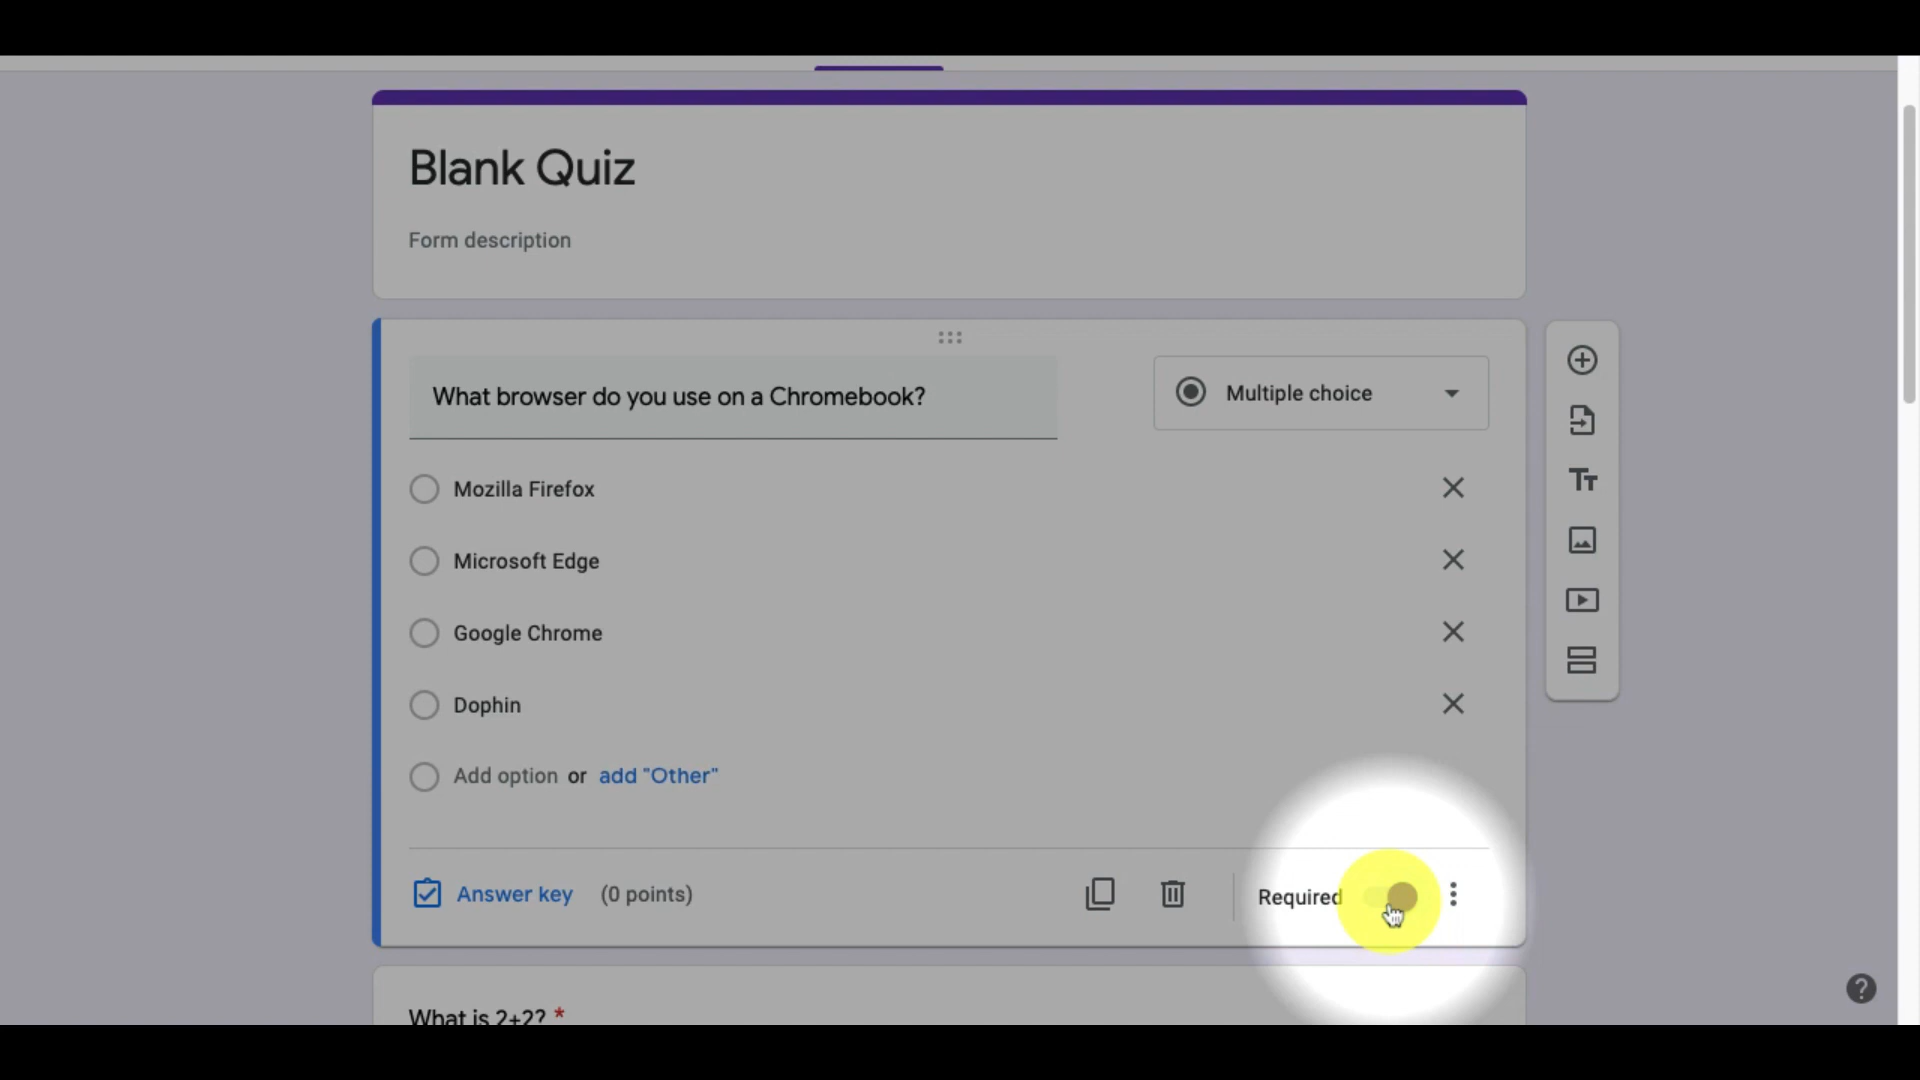 Blank Quiz
Form description
What browser do you use on a Chromebook?
Multiple choice
Mozilla Firefox
Microsoft Edge
Google Chrome
Dophin
Add option or add "Other"
Answer key (0 points)
Required
What is 2+2? *